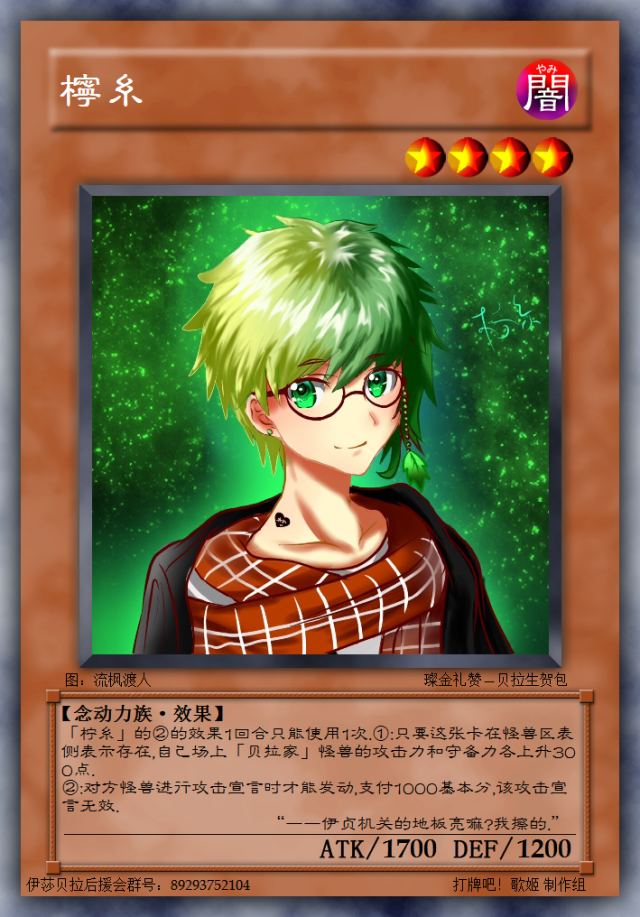 檸糸
やみ
闇
柠糸
图：流枫渡人
璨金礼赞–贝拉生贺包
【念动力族·效果】
「柠糸」的②的效果1回合只能使用1次.①:只要这张卡在怪兽区表
侧表示存在,自己场上「贝拉家」怪兽的攻击力和守备力各上升30
0点.
②:对方怪兽进行攻击宣言时才能发动,支付1000基本分,该攻击宣
言无效.
“——伊贞机关的地板亮嘛?我擦的.”
ATK/1700 DEF/1200
伊莎贝拉后援会群号：89293752104
打牌吧！歌姬 制作组